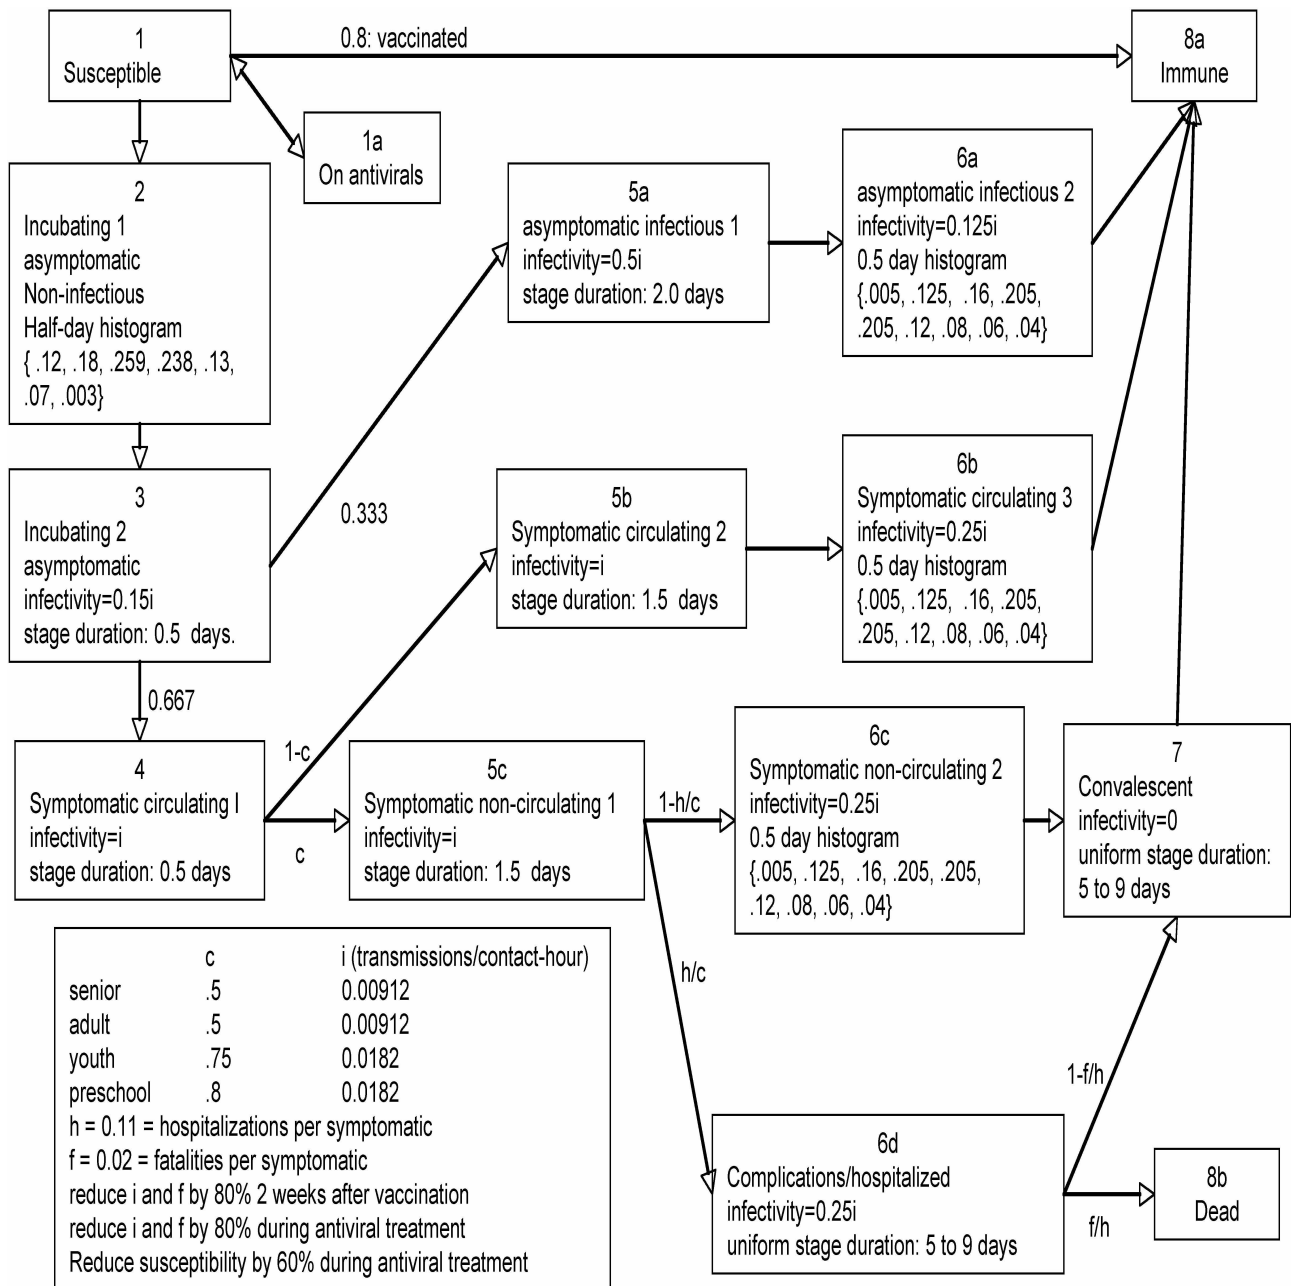 1
Susceptible
0.8: vaccinated
8a
Immune
1a
On antivirals
2
Incubating 1
asymptomatic
Non-infectious
Half-day histogram
{ .12, .18, .259, .238, .13,
.07, .003}
5a
asymptomatic infectious 1
infectivity=0.5i
stage duration: 2.0 days
6a
asymptomatic infectious 2
infectivity=0.125i
0.5 day histogram
{.005, .125, .16, .205,
.205, .12, .08, .06, .04}
3
Incubating 2
asymptomatic
infectivity=0.15i
stage duration: 0.5 days.
0.333
5b
Symptomatic circulating 2
infectivity=i
stage duration: 1.5 days
6b
Symptomatic circulating 3
infectivity=0.25i
0.5 day histogram
{.005, .125, .16, .205,
.205, .12, .08, .06, .04}
0.667
4
Symptomatic circulating I
infectivity=i
stage duration: 0.5 days
1-c
c
5c
Symptomatic non-circulating 1
infectivity=i
stage duration: 1.5 days
1-h/c
h/c
6c
Symptomatic non-circulating 2
infectivity=0.25i
0.5 day histogram
{.005, .125, .16, .205, .205,
.12, .08, .06, .04}
7
Convalescent
infectivity=0
uniform stage duration:
5 to 9 days
c i (transmissions/contact-hour)
senior .5 0.00912
adult .5 0.00912
youth .75 0.0182
preschool .8 0.0182
h = 0.11 = hospitalizations per symptomatic
f = 0.02 = fatalities per symptomatic
reduce i and f by 80% 2 weeks after vaccination
reduce i and f by 80% during antiviral treatment
Reduce susceptibility by 60% during antiviral treatment
6d
Complications/hospitalized
infectivity=0.25i
uniform stage duration: 5 to 9 days
1-f/h
f/h
8b
Dead